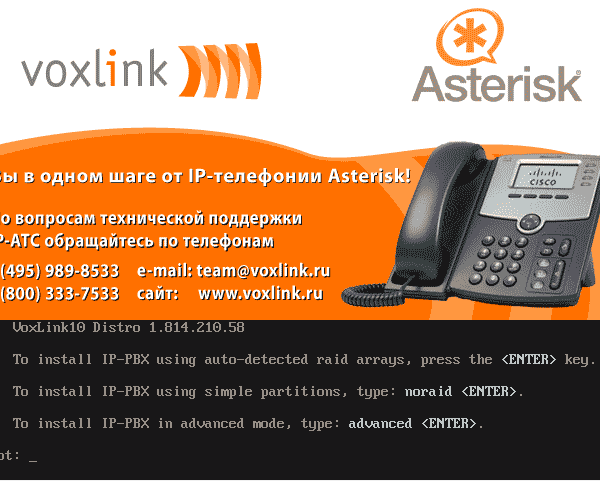 voxlink
Asterisk®
ы в одном шаге от IP-телефонии Asterisk!
CISCO
о вопросам технической поддержки
P-АТС обращайтесь по телефонам
(495) 989-8533 e-mail: team@voxlink.ru
(800) 333-7533 сайт: www.voxlink.ru
VoxLink10 Distro 1.814.210.58
To install IP-PBX using auto-detected raid arrays, press the <ENTER> key.
To install IP-PBX using simple partitions, type: noraid <ENTER>.
To install IP-PBX in advanced mode, type: advanced <ENTER>.
ot: _